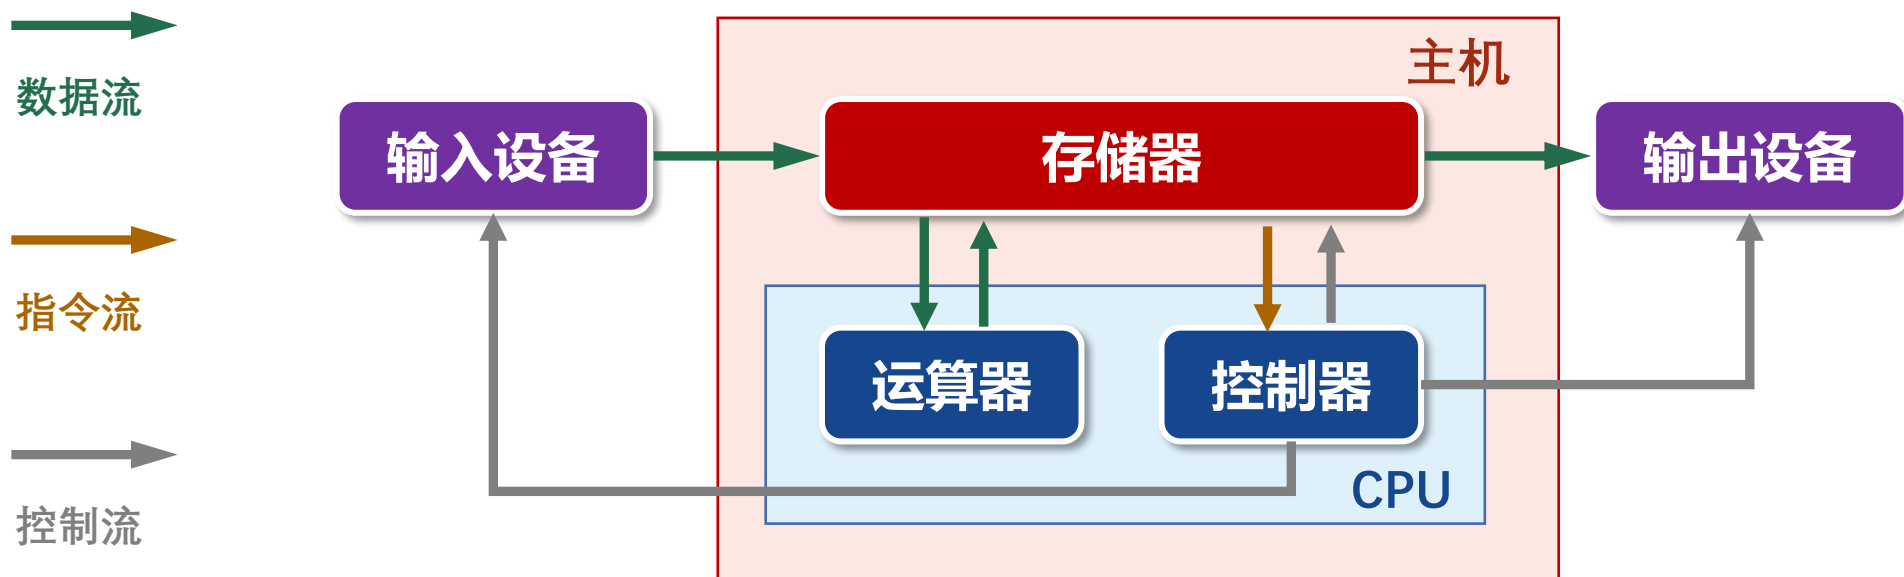 数据流
指令流
控制流
主机
输入设备
存储器
输出设备
运算器
控制器
CPU